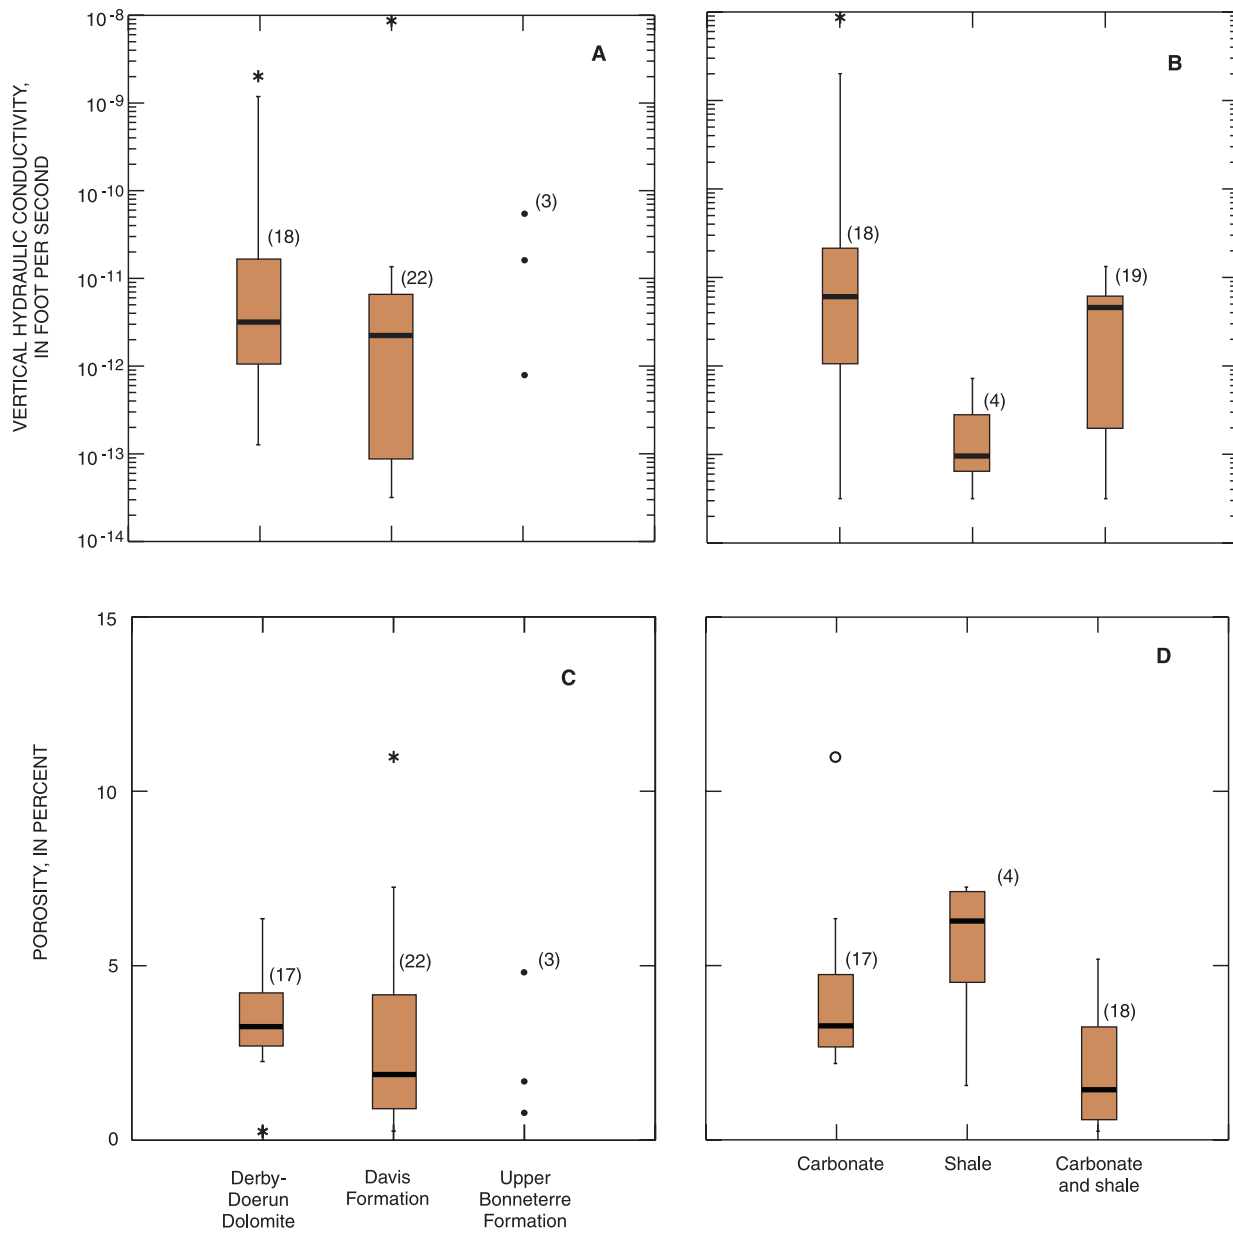 VERTICAL HYDRAULIC CONDUCTIVITY,
IN FOOT PER SECOND
10-8
10-9
10-10
10-11
10-12
10-13
10-14
A
(18)
(22)
(3)
B
(18)
(4)
(19)
POROSITY, IN PERCENT
15
10
5
0
C
(17)
(22)
(3)
D
(17)
(4)
(18)
Derby-
Doerun
Dolomite
Davis
Formation
Upper
Bonneterre
Formation
Carbonate
Shale
Carbonate
and shale